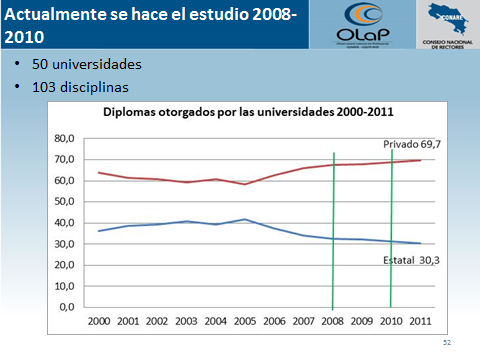 Actualmente se hace el estudio 2008-
2010
OLaP
CONARE
CONSEJO NACIONAL
DE RECTORES
• 50 universidades
• 103 disciplinas
Diplomas otorgados por las universidades 2000-2011
80,0
70,0
60,0
50,0
40,0
30,0
20,0
10,0
0,0
Privado 69,7
Estatal 30,3
2000 2001 2002 2003 2004 2005 2006 2007 2008 2009 2010 2011
52